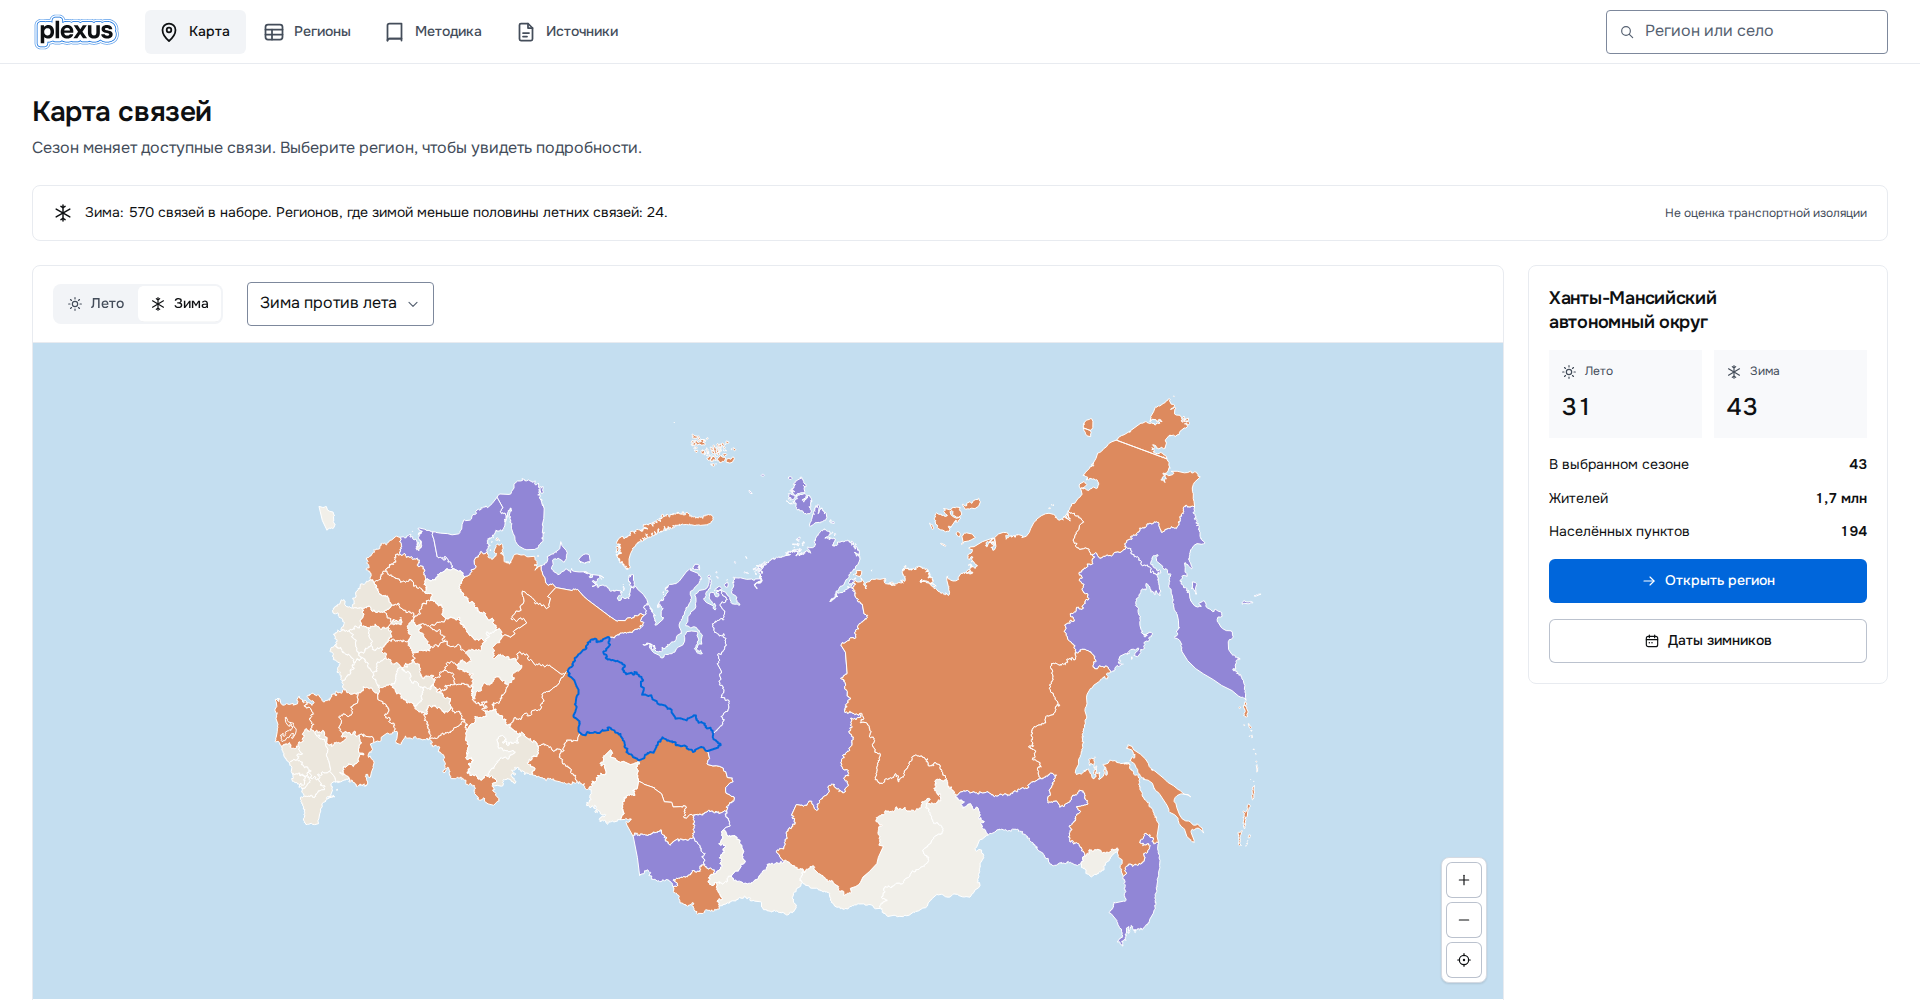 plexus
Карта
Регионы
Методика
Источники
Регион или село
Карта связей
Сезон меняет доступные связи. Выберите регион, чтобы увидеть подробности.
Зима: 570 связей в наборе. Регионов, где зимой меньше половины летних связей: 24.
Не оценка транспортной изоляции
Лето
Зима
Зима против лета
Ханты-Мансийский
автономный округ
Лето
31
Зима
43
В выбранном сезоне 43
Жителей 1,7 млн
Населённых пунктов 194
Открыть регион
Даты зимников